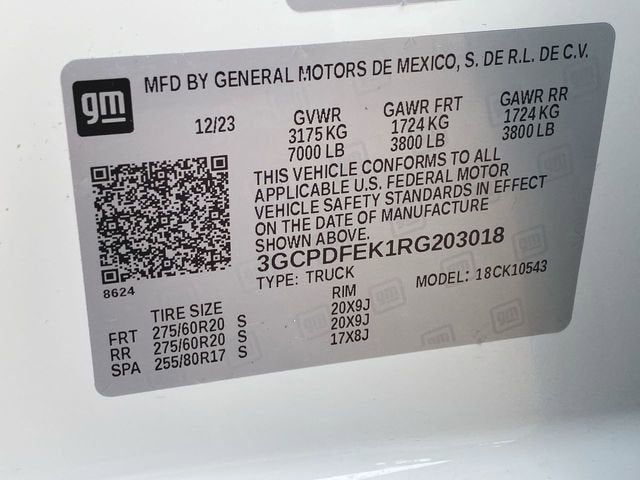 gm
MFD BY GENERAL MOTORS DE MEXICO, S. DE R.L. DE C.V.
12/23 GVWR GAWR FRT GAWR RR
3175 KG 1724 KG 1724 KG
7000 LB 3800 LB 3800 LB
THIS VEHICLE CONFORMS TO ALL
APPLICABLE U.S. FEDERAL MOTOR
VEHICLE SAFETY STANDARDS IN EFFECT
ON THE DATE OF MANUFACTURE
SHOWN ABOVE.
3GCPDFEK1RG203018
8624 TYPE: TRUCK MODEL: 18CK10543
TIRE SIZE RIM
FRT 275/60R20 S 20X9J
RR 275/60R20 S 20X9J
SPA 255/80R17 S 17X8J